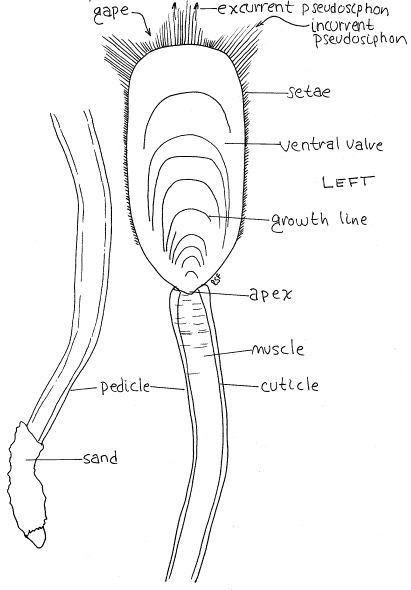 gape
excurrent pseudosiphon
incurrent
pseudosiphon
setae
ventral valve
LEFT
growth line
apex
muscle
pedicle
cuticle
sand